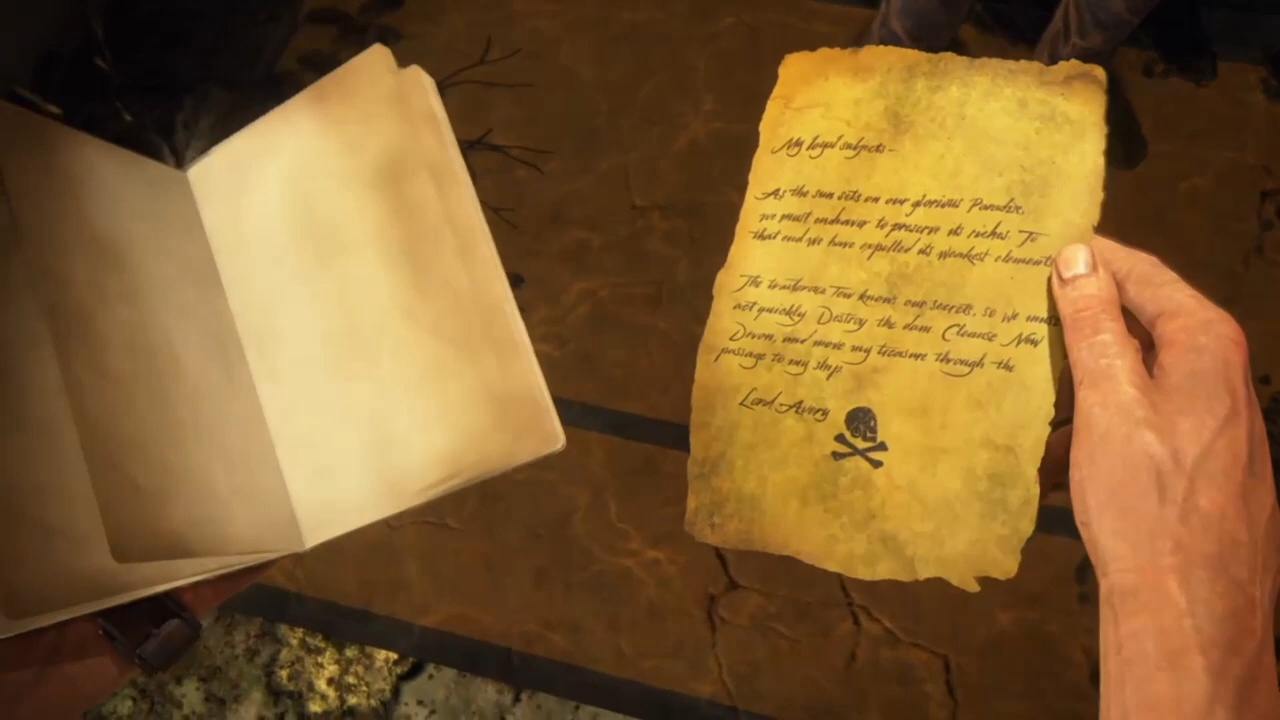 My loyal subjects-
As the sun sets on our glorious Paradise,
we must endeavor to preserve its riches. To
that end we have expelled its weakest elements
The traitorous Tew knows our secrets, so we must
act quickly. Destroy the dam. Cleanse New
Devon, and move my treasure through the
passage to my ship.
Lord Avery